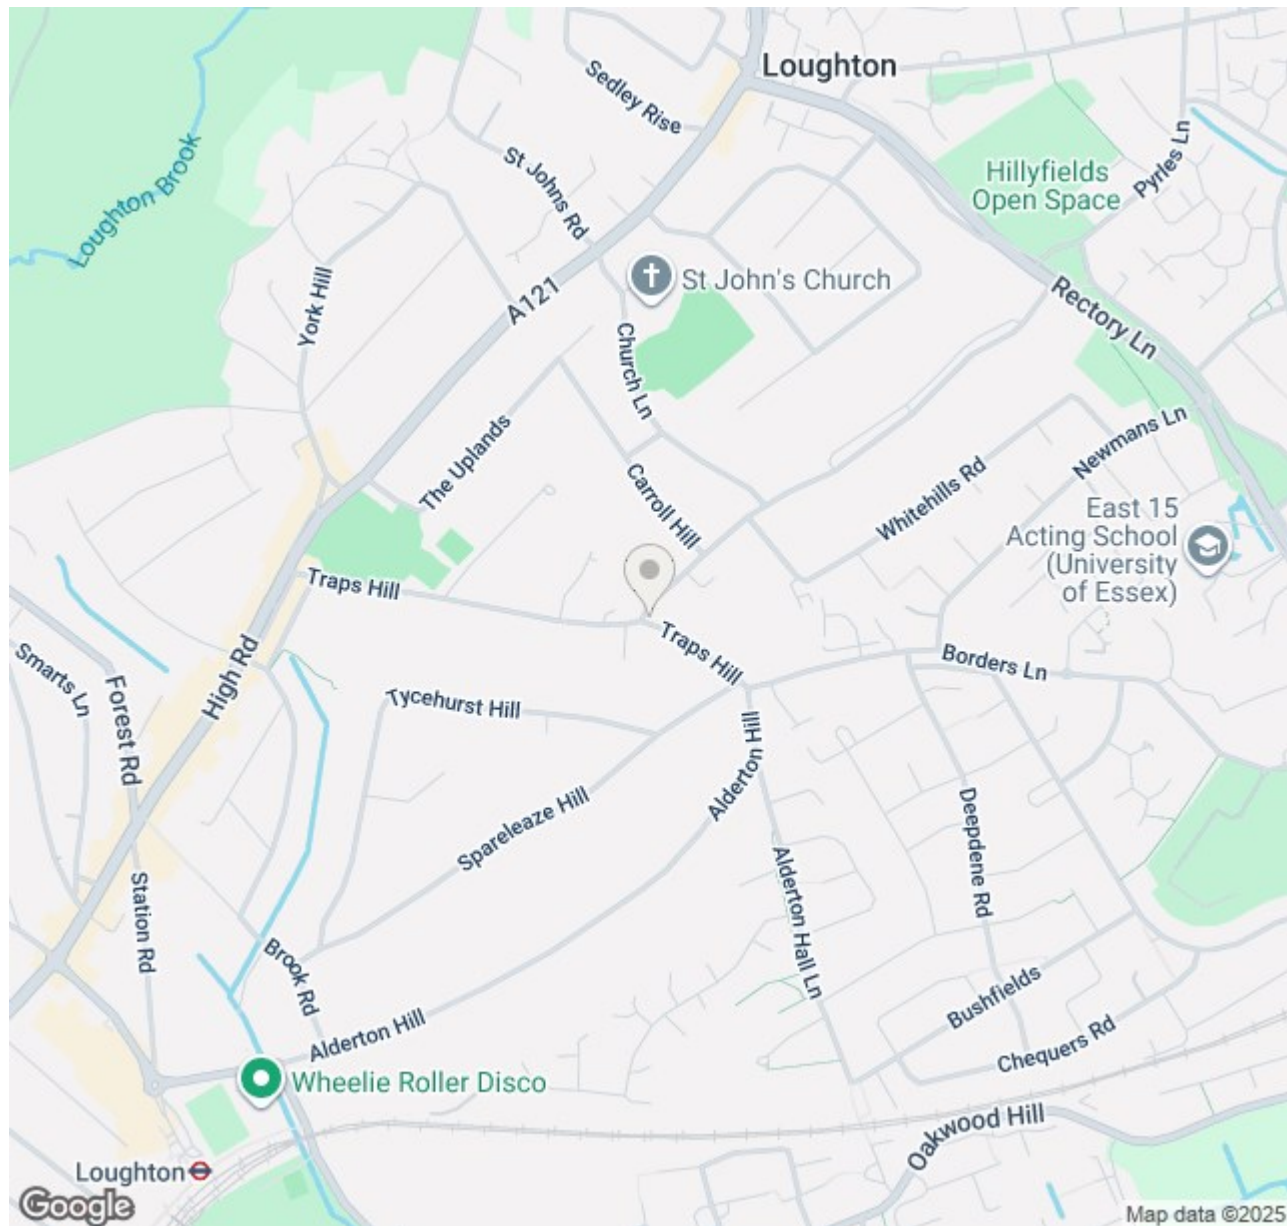 Loughton
Sedley Rise
Loughton Brook
St Johns Rd
Pyrles Ln
Hillyfields
Open Space
York Hill
A121
St John's Church
Rectory Ln
Church Ln
The Uplands
Carroll Hill
Newmans Ln
Whitehills Rd
East 15
Acting School
(University
of Essex)
Traps Hill
Traps Hill
Smarts Ln
Forest Rd
High Rd
Borders Ln
Tycehurst Hill
Alderton Hill
Spareleaze Hill
Deepdene Rd
Station Rd
Alderton Hall Ln
Brook Rd
Bushfields
Alderton Hill
Chequers Rd
Wheelie Roller Disco
Oakwood Hill
Loughton
Google
Map data ©2025